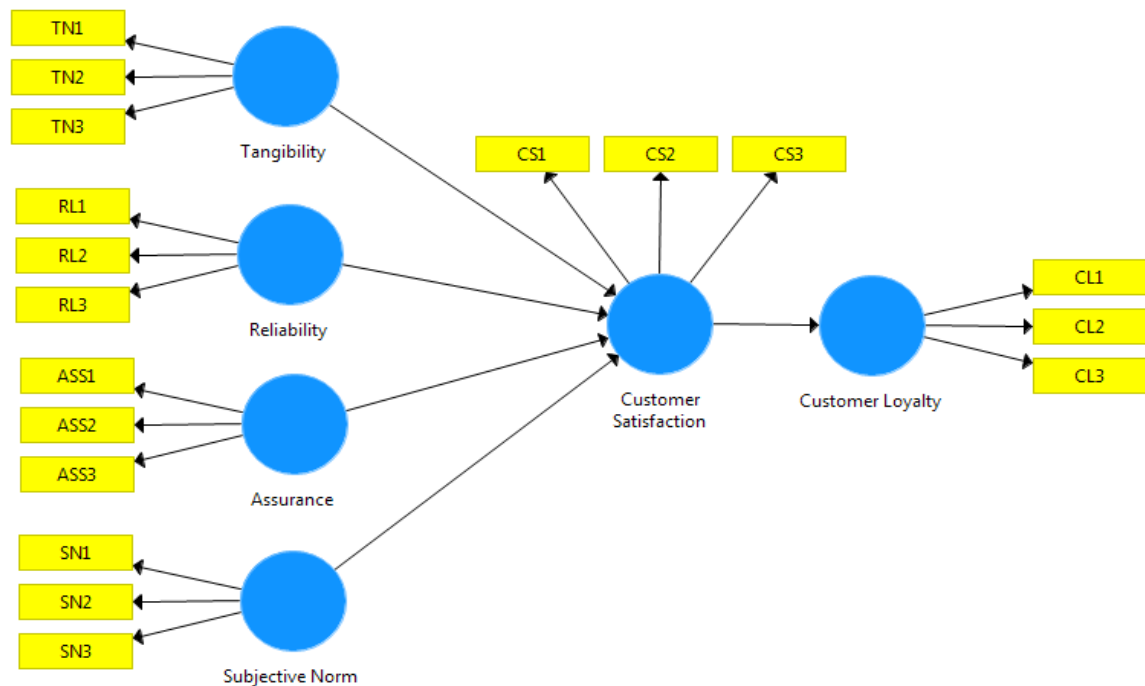 TN1
TN2
TN3
Tangibility
RL1
RL2
RL3
Reliability
ASS1
ASS2
ASS3
Assurance
SN1
SN2
SN3
Subjective Norm
CS1
CS2
CS3
Customer
Satisfaction
Customer Loyalty
CL1
CL2
CL3